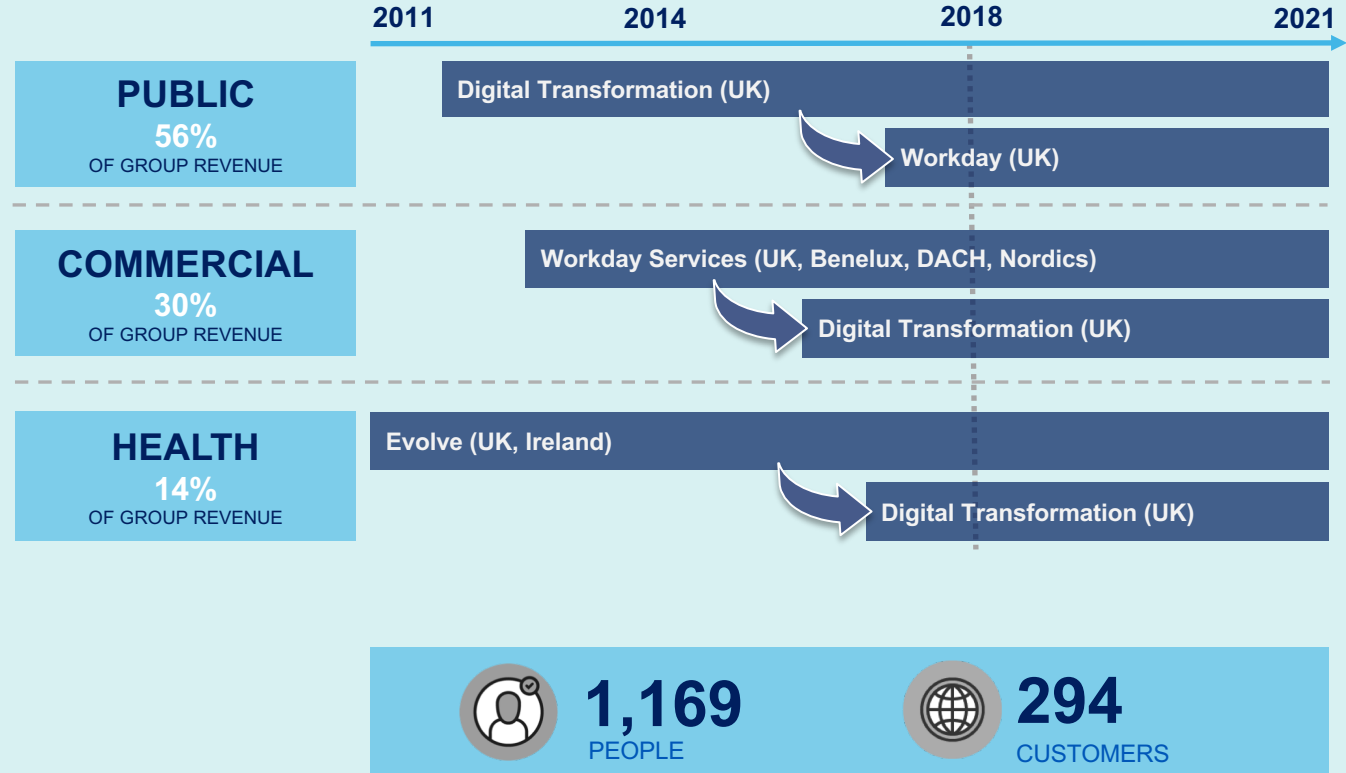 2011 2014 2018 2021
PUBLIC
56%
OF GROUP REVENUE
Digital Transformation (UK)
Workday (UK)
COMMERCIAL
30%
OF GROUP REVENUE
Workday Services (UK, Benelux, DACH, Nordics)
Digital Transformation (UK)
HEALTH
14%
OF GROUP REVENUE
Evolve (UK, Ireland)
Digital Transformation (UK)
1,169
PEOPLE
294
CUSTOMERS